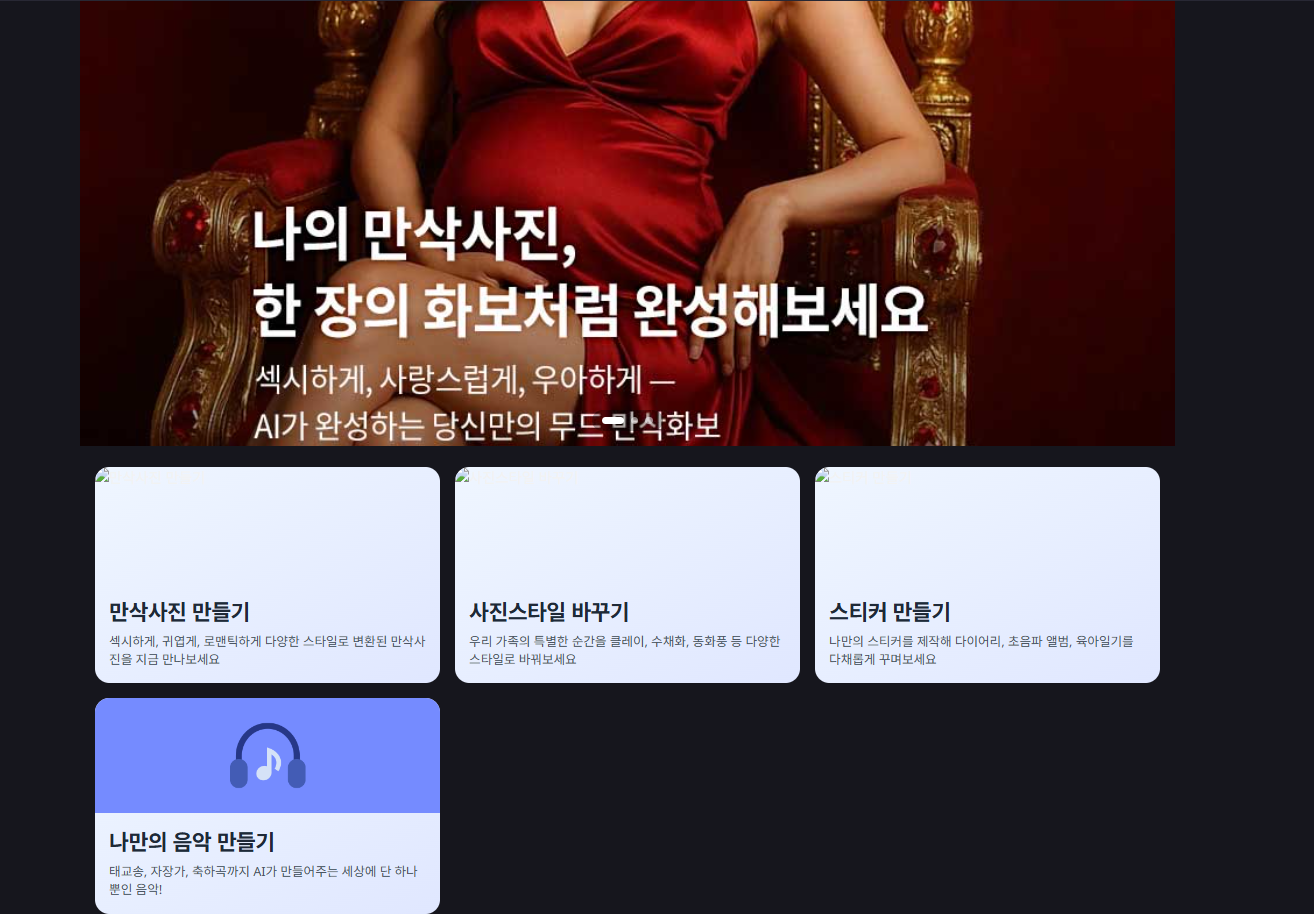 나의 만삭사진,
한 장의 화보처럼 완성해보세요
섹시하게, 사랑스럽게, 우아하게 —
AI가 완성하는 당신만의 무드 만삭화보
만삭사진 만들기
섹시하게, 귀엽게, 로맨틱하게 다양한 스타일로 변환된 만삭사
진을 지금 만나보세요
사진스타일 바꾸기
우리 가족의 특별한 순간을 클레이, 수채화, 동화풍 등 다양한
스타일로 바꿔보세요
스티커 만들기
나만의 스티커를 제작해 다이어리, 초음파 앨범, 육아일기를
다채롭게 꾸며보세요
나만의 음악 만들기
태교송, 자장가, 축하곡까지 AI가 만들어주는 세상에 단 하나
뿐인 음악!